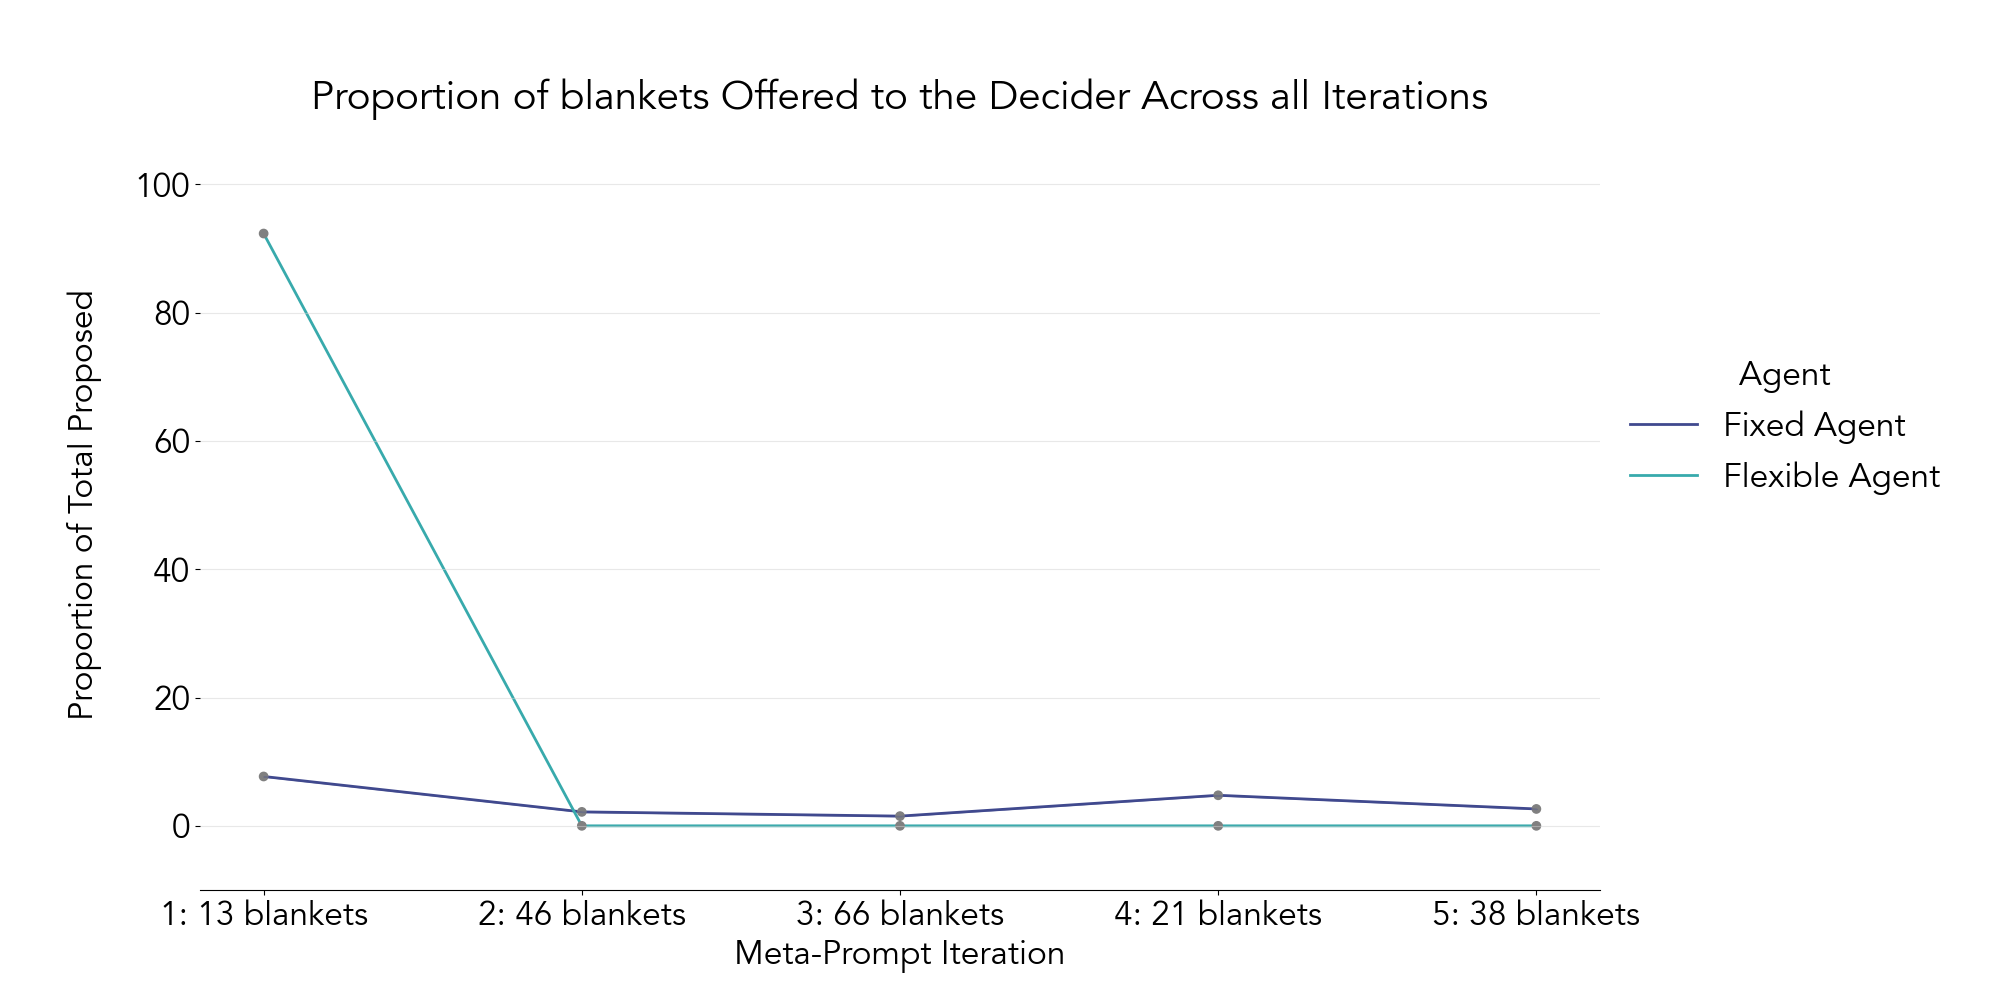 Proportion of blankets Offered to the Decider Across all Iterations
Proportion of Total Proposed
100
80
60
40
20
0
1: 13 blankets
2: 46 blankets
3: 66 blankets
4: 21 blankets
5: 38 blankets
Meta-Prompt Iteration
Agent
Fixed Agent
Flexible Agent